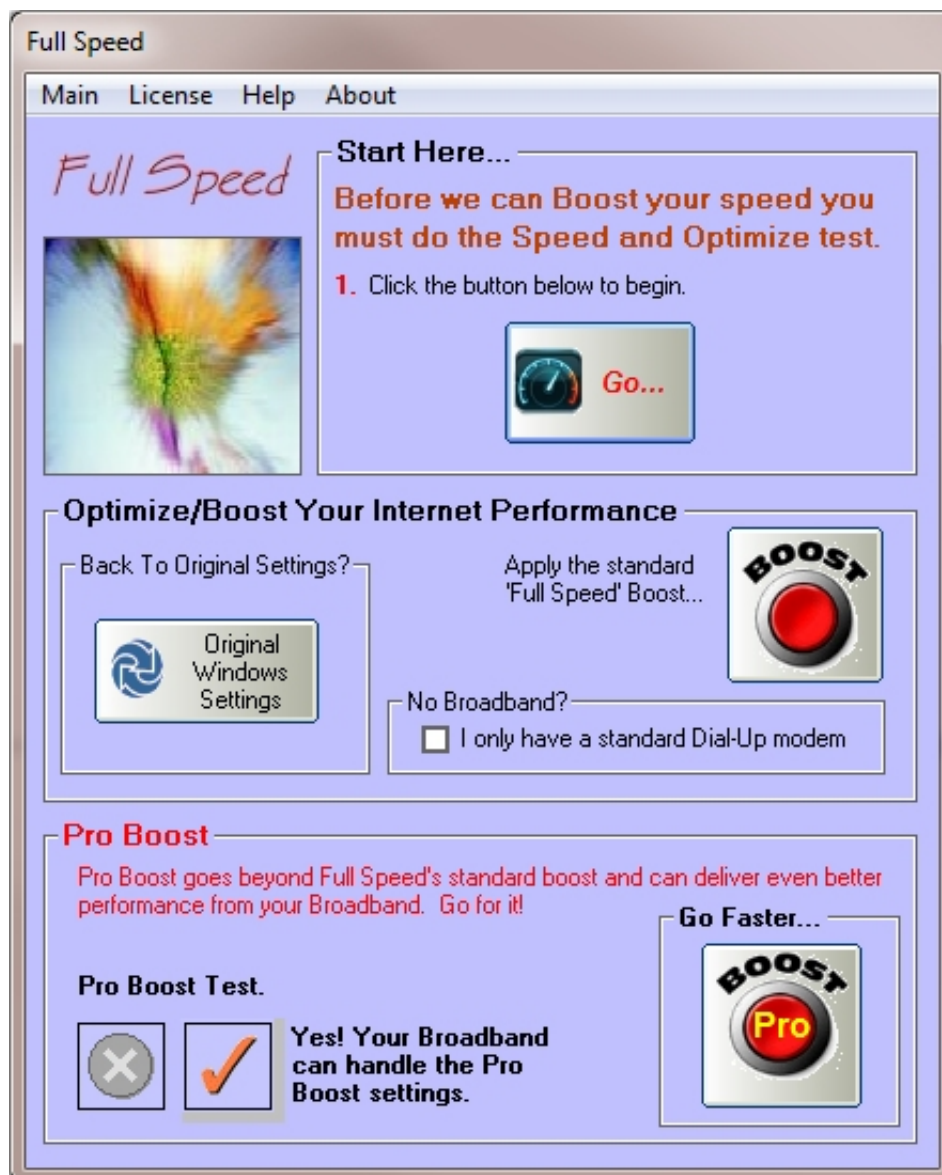 Full Speed
Main License Help About
Full Speed
Start Here...
Before we can Boost your speed you
must do the Speed and Optimize test.
1. Click the button below to begin.
Go...
Optimize/Boost Your Internet Performance
Back To Original Settings?
Original
Windows
Settings
Apply the standard
'Full Speed' Boost...
BOOST
No Broadband?
I only have a standard Dial-Up modem
Pro Boost
Pro Boost goes beyond Full Speed's standard boost and can deliver even better
performance from your Broadband. Go for it!
Pro Boost Test.
Yes! Your Broadband
can handle the Pro
Boost settings.
Go Faster...
BOOST
Pro